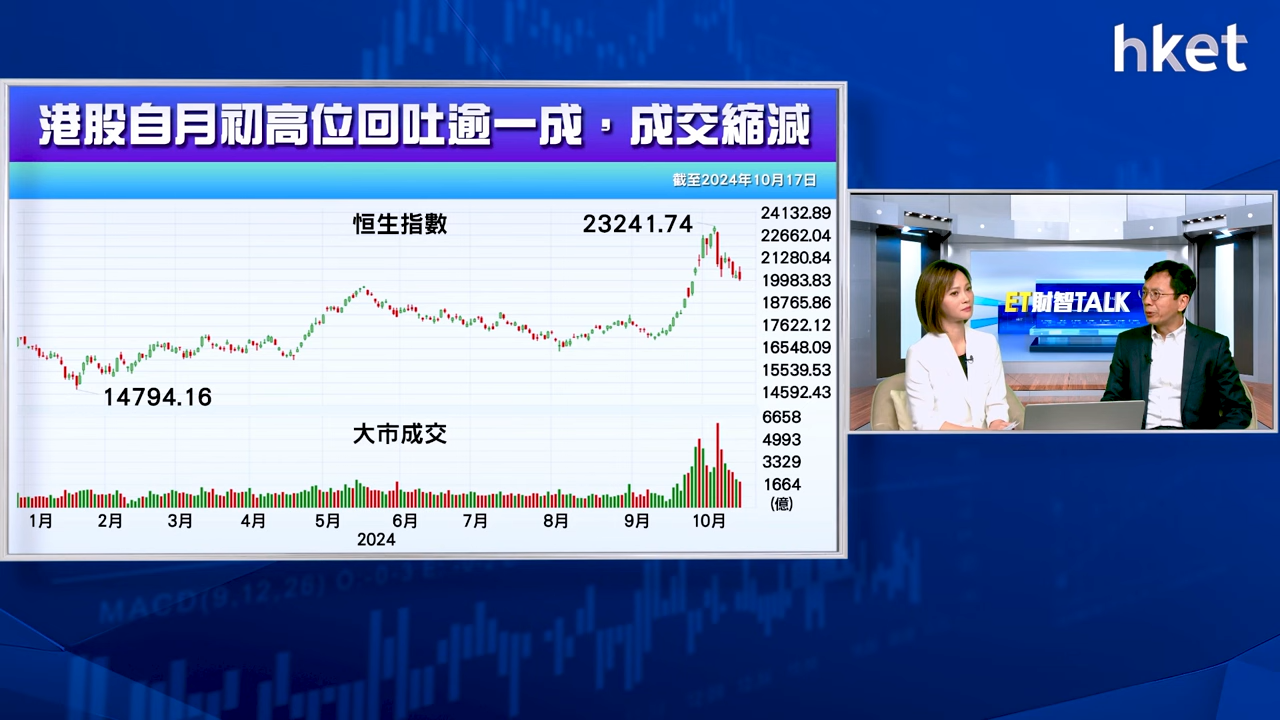 hket
港股自月初高位回吐逾一成，成交縮減
截至2024年10月17日
恒生指數
23241.74
14794.16
24132.89
22662.04
21280.84
19983.83
18765.86
17622.12
16548.09
15539.53
14592.43
大市成交
6658
4993
3329
1664
(億)
1月 2月 3月 4月 5月 6月 7月 8月 9月 10月
2024
ET財智TALK
MACD(9,12,26)